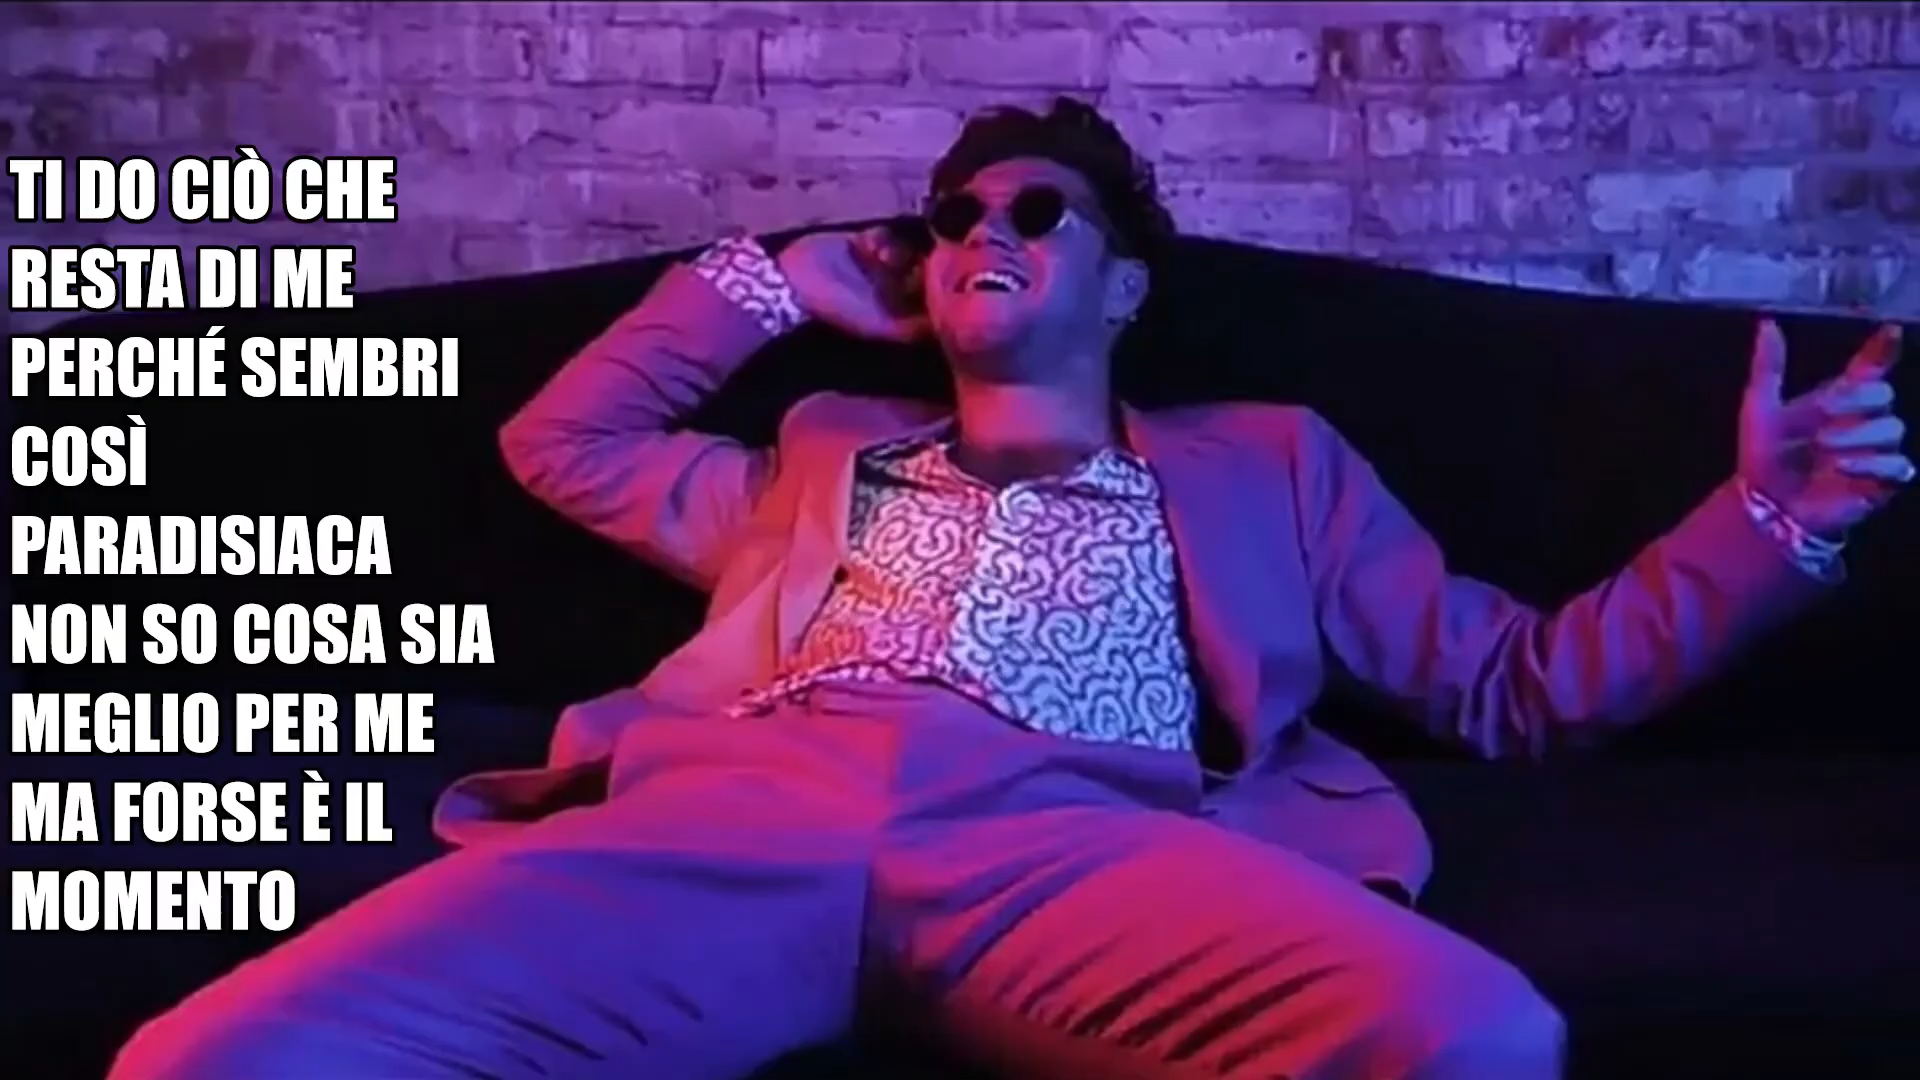 TI DO CIÒ CHE
RESTA DI ME
PERCHÉ SEMBRI
COSÌ
PARADISIACA
NON SO COSA SIA
MEGLIO PER ME
MA FORSE È IL
MOMENTO